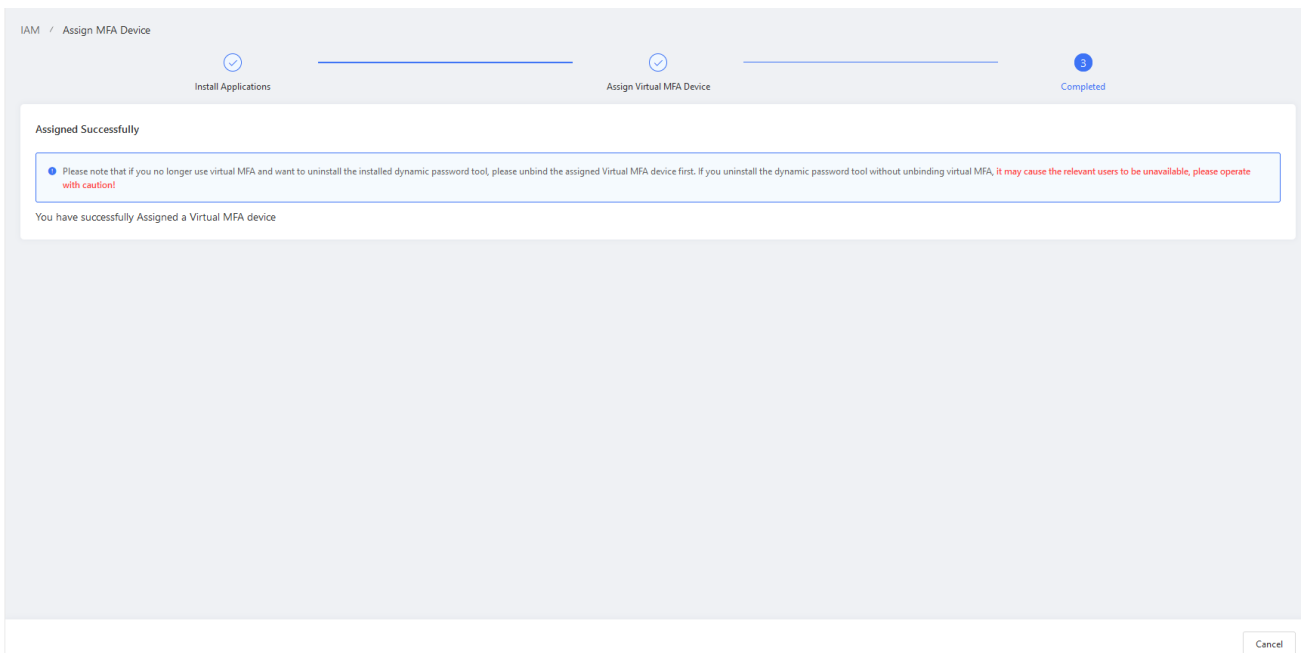 IAM / Assign MFA Device
3
Install Applications
Assign Virtual MFA Device
Completed
Assigned Successfully
Please note that if you no longer use virtual MFA and want to uninstall the installed dynamic password tool, please unbind the assigned Virtual MFA device first. If you uninstall the dynamic password tool without unbinding virtual MFA, it may cause the relevant users to be unavailable, please operate
with caution!
You have successfully Assigned a Virtual MFA device
Cancel